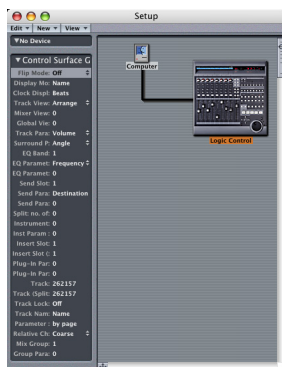 Setup
Edit New View
No Device
Control Surface G
Flip Mode: Off
Display Mo: Name
Clock Displ: Beats
Track View: Arrange
Mixer View: 0
Global Vie: 0
Track Para: Volume
Surround P: Angle
EQ Band: 1
EQ Paramet: Frequency
EQ Paramet: 0
Send Slot: 1
Send Para: Destination
Send Para: 0
Split: no. of: 0
Instrument: 0
Inst Param : 0
Insert Slot: 1
Insert Slot (: 1
Plug-In Par: 0
Plug-In Par: 0
Track: 262157
Track (Split: 262157
Track Lock: Off
Track Nam: Name
Parameter : by page
Relative Ch: Coarse
Mix Group: 1
Group Para: 0
Computer
Logic Control